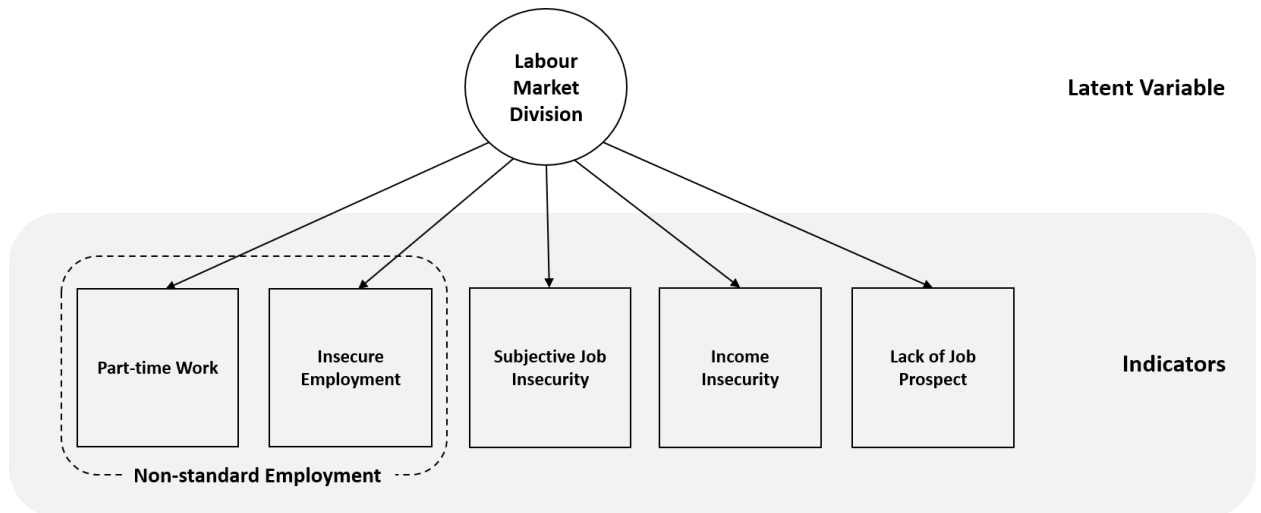 Labour
Market
Division
Latent Variable
Part-time Work
Insecure
Employment
Subjective Job
Insecurity
Income
Insecurity
Lack of Job
Prospect
Indicators
Non-standard Employment